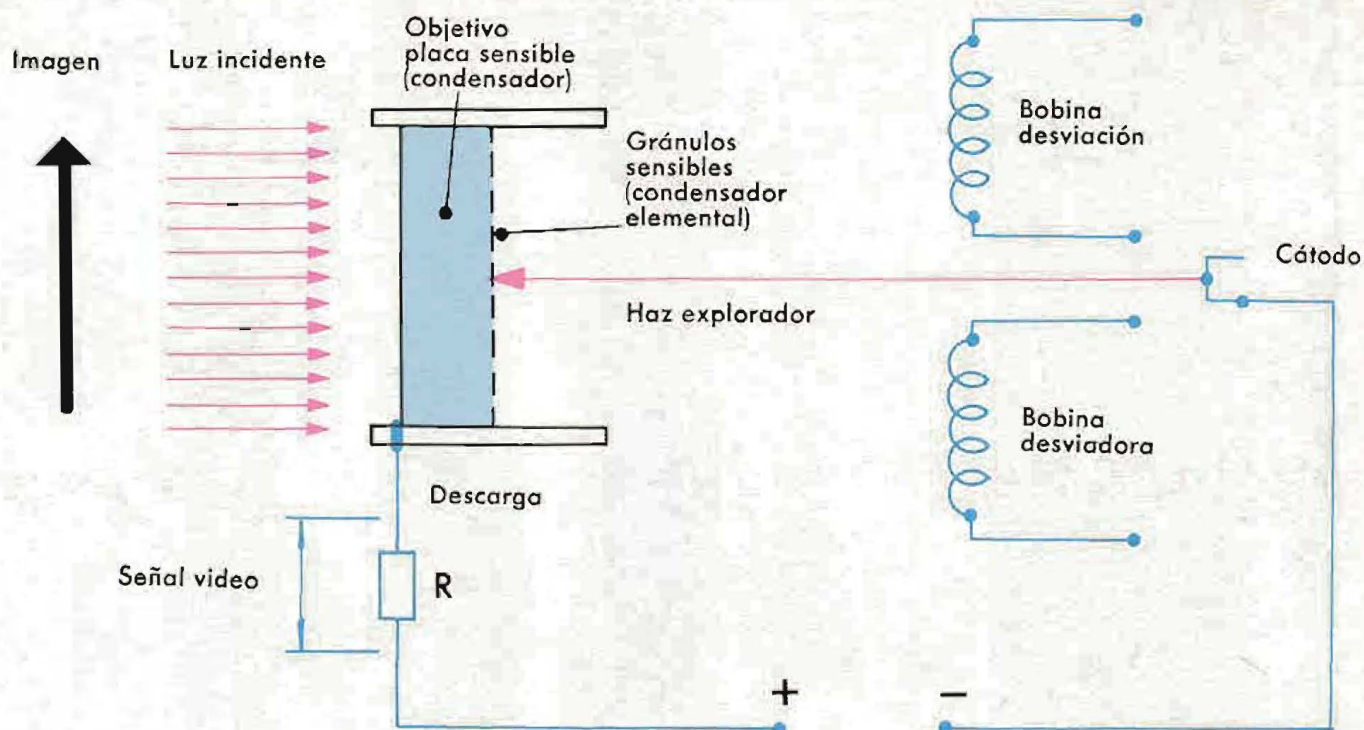 Imagen
Luz incidente
Objetivo
placa sensible
(condensador)
Gránulos
sensibles
(condensador
elemental)
Bobina
desviación
Cátodo
Haz explorador
Bobina
desviadora
Descarga
Señal video
R
+
−